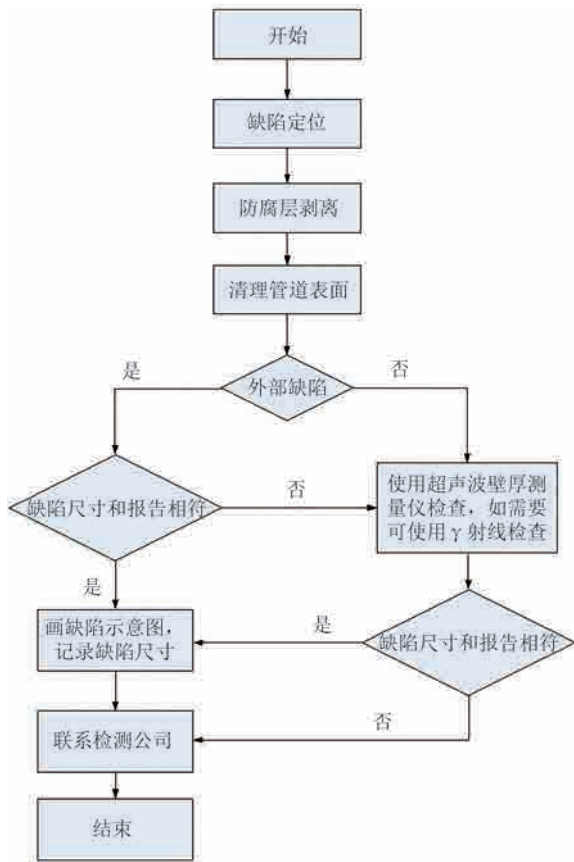 开始
缺陷定位
防腐层剥离
清理管道表面
是
外部缺陷
否
缺陷尺寸和报告相符
否
使用超声波壁厚测
量仪检查，如需要
可使用γ射线检查
是
画缺陷示意图，
记录缺陷尺寸
是
缺陷尺寸和报告相符
联系检测公司
否
结束